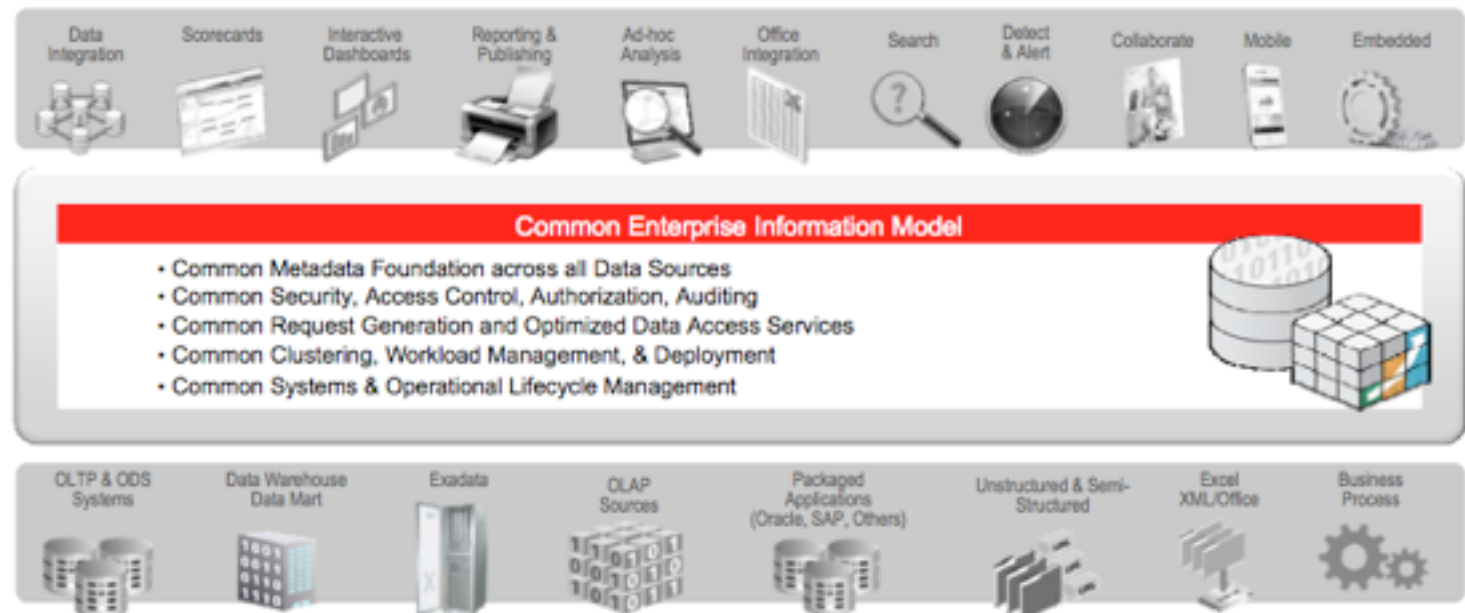 Data
Integration
Scorecards
Interactive
Dashboards
Reporting &
Publishing
Ad-hoc
Analysis
Office
Integration
Search
Detect
& Alert
Collaborate
Mobile
Embedded
?
Common Enterprise Information Model
• Common Metadata Foundation across all Data Sources
• Common Security, Access Control, Authorization, Auditing
• Common Request Generation and Optimized Data Access Services
• Common Clustering, Workload Management, & Deployment
• Common Systems & Operational Lifecycle Management
OLTP & ODS
Systems
Data Warehouse
Data Mart
Exadata
OLAP
Sources
Packaged
Applications
(Oracle, SAP, Others)
Unstructured & Semi-
Structured
Excel
XML/Office
Business
Process